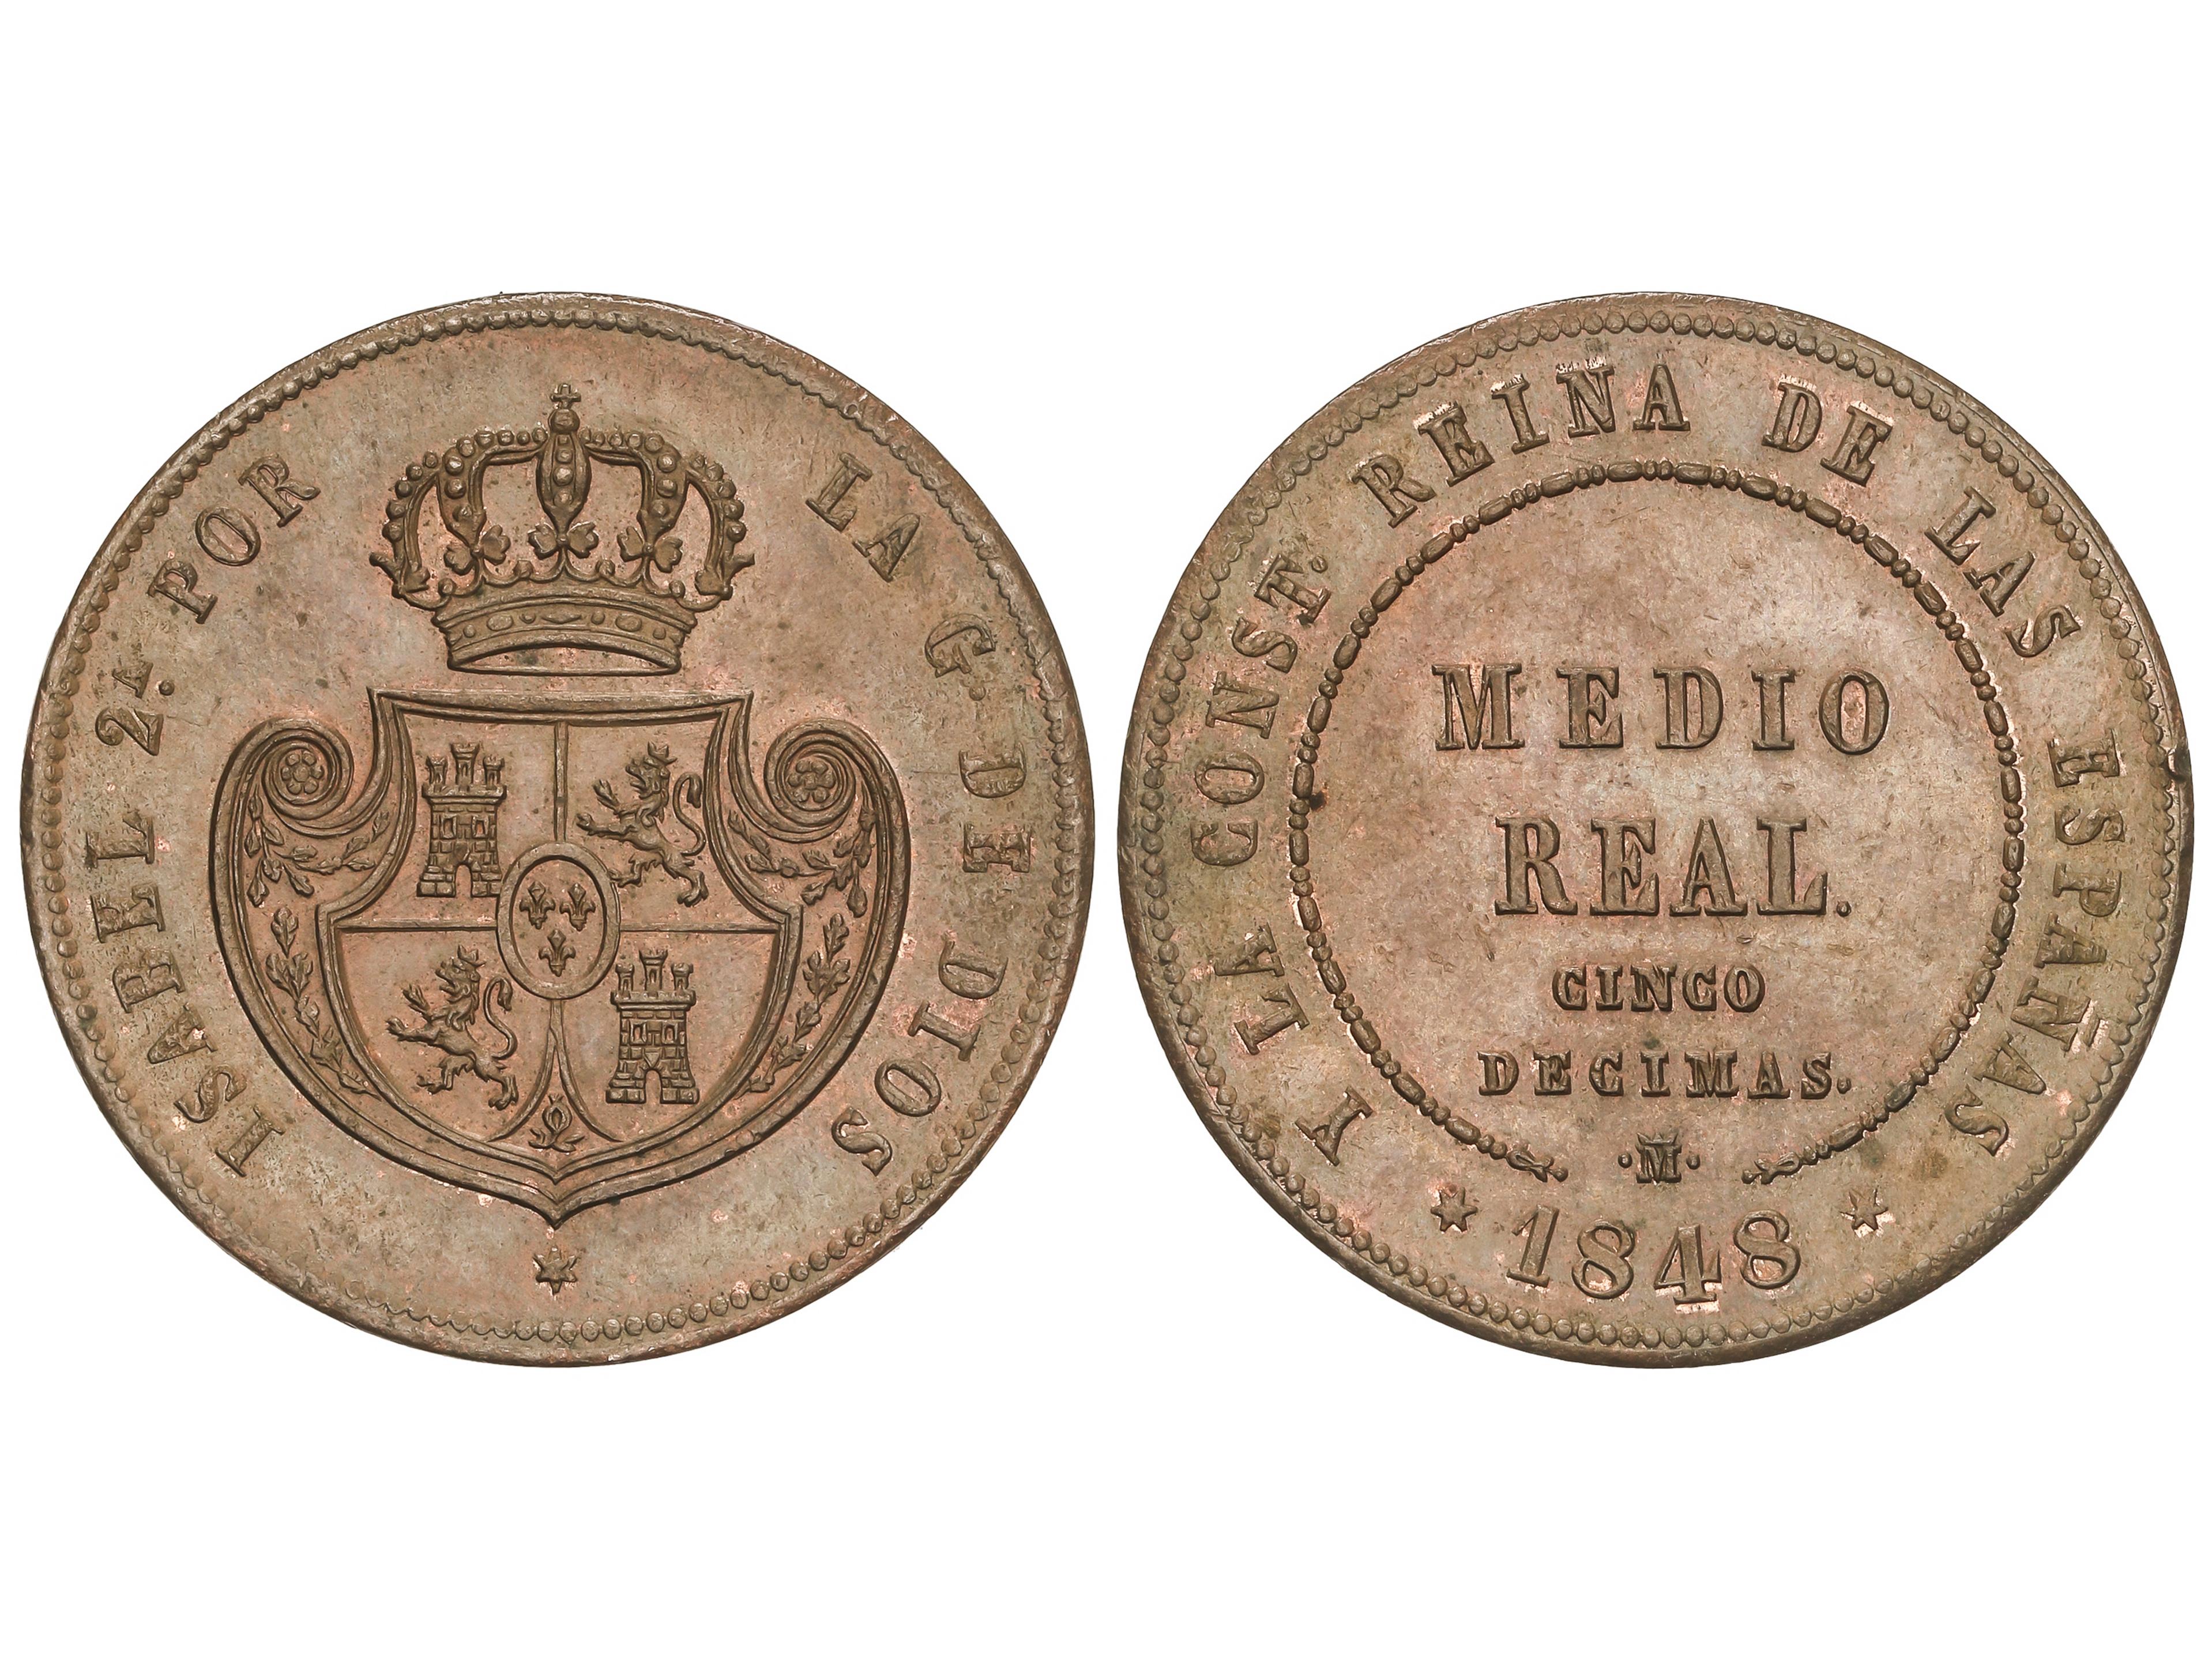 ISABEL 2ᴬ. POR LA G. DE DIOS
Y LA CONST. REINA DE LAS ESPAÑAS
MEDIO
REAL.
CINCO
DECIMAS.
·M·
1848